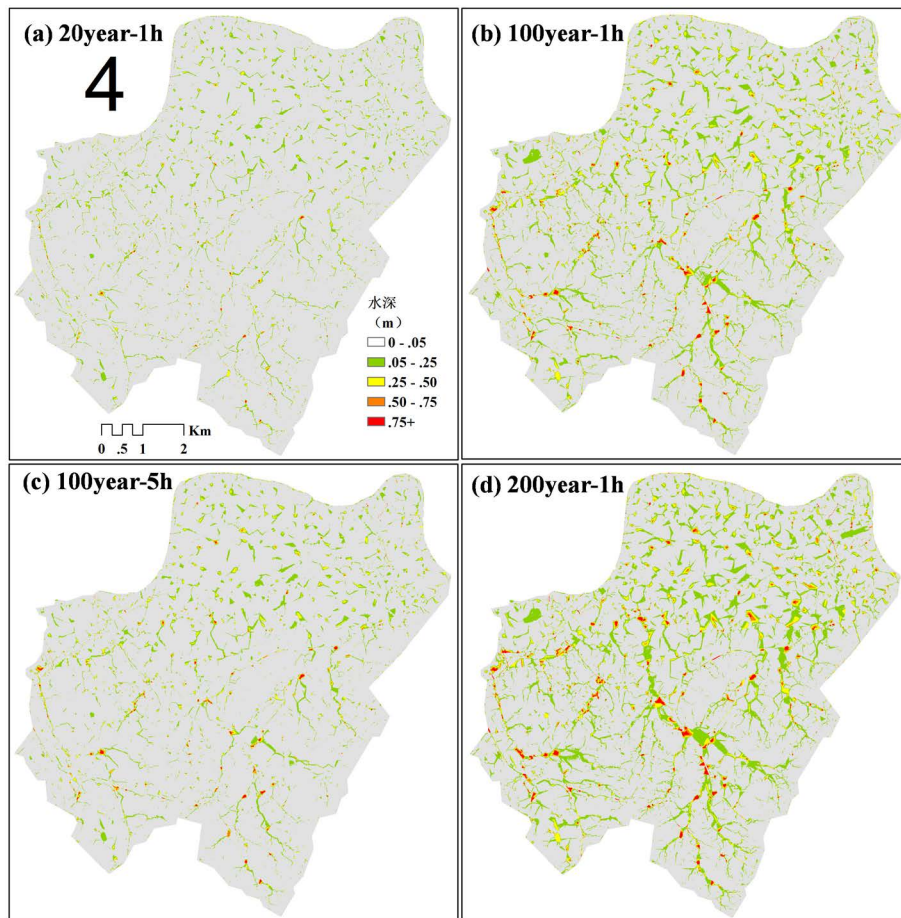 (a) 20year-1h
4
水深
（m）
0 - .05
.05 - .25
.25 - .50
.50 - .75
.75+
Km
0 .5 1 2
(b) 100year-1h
(c) 100year-5h
(d) 200year-1h